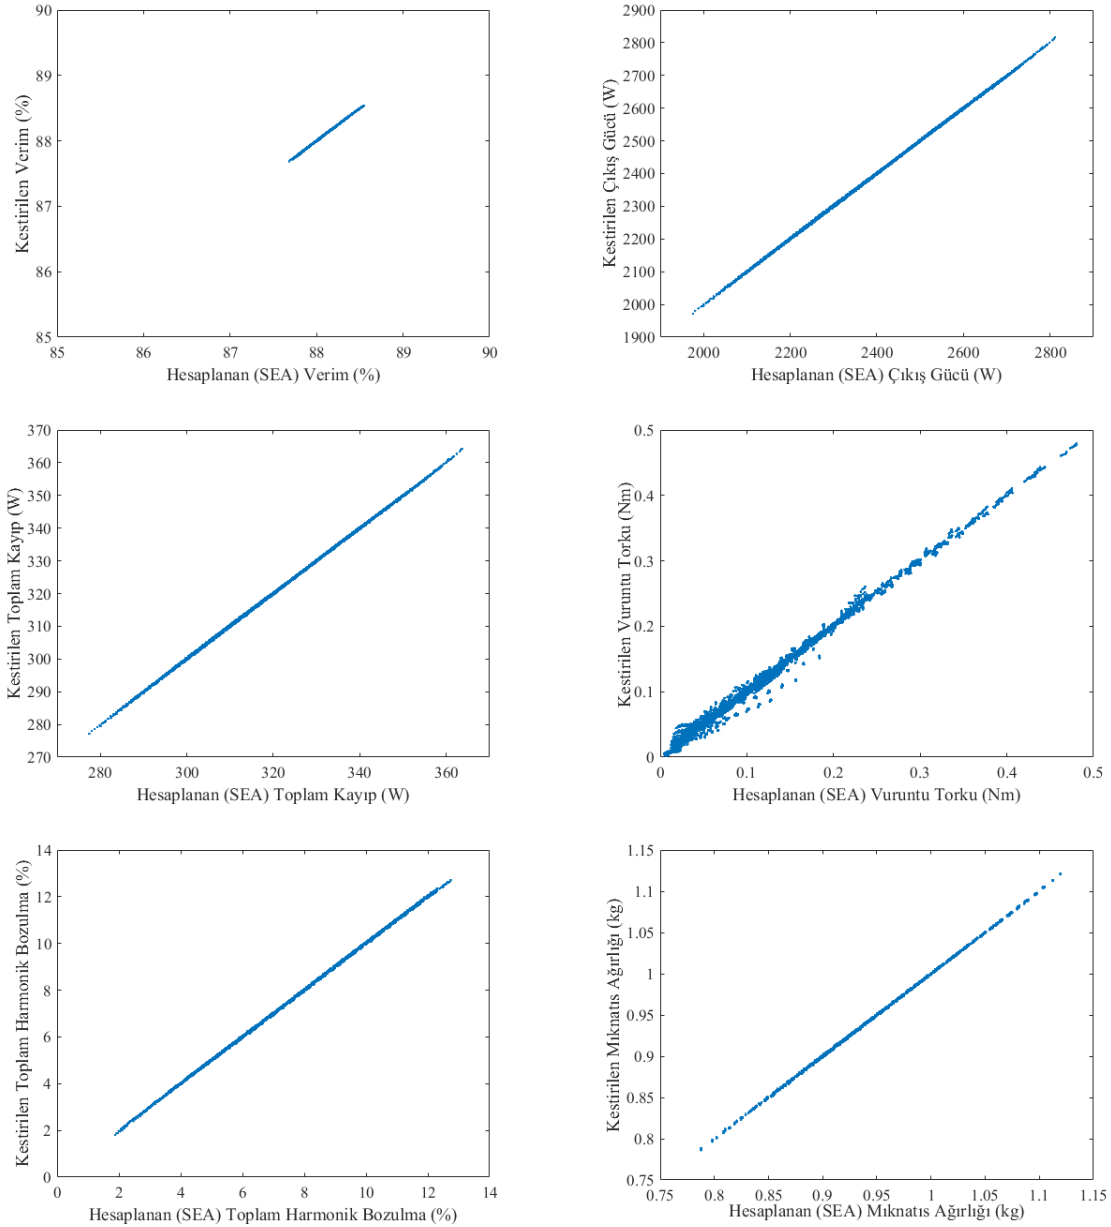 Kestirilen Verim (%)
90
89
88
87
86
85
85 86 87 88 89 90
Hesaplanan (SEA) Verim (%)
Kestirilen Çıkış Gücü (W)
2900
2800
2700
2600
2500
2400
2300
2200
2100
2000
1900
2000 2200 2400 2600 2800
Hesaplanan (SEA) Çıkış Gücü (W)
Kestirilen Toplam Kayıp (W)
370
360
350
340
330
320
310
300
290
280
270
280 300 320 340 360
Hesaplanan (SEA) Toplam Kayıp (W)
Kestirilen Vuruntu Torku (Nm)
0.5
0.4
0.3
0.2
0.1
0
0 0.1 0.2 0.3 0.4 0.5
Hesaplanan (SEA) Vuruntu Torku (Nm)
Kestirilen Toplam Harmonik Bozulma (%)
14
12
10
8
6
4
2
0
0 2 4 6 8 10 12 14
Hesaplanan (SEA) Toplam Harmonik Bozulma (%)
Kestirilen Mıknatıs Ağırlığı (kg)
1.15
1.1
1.05
1
0.95
0.9
0.85
0.8
0.75
0.75 0.8 0.85 0.9 0.95 1 1.05 1.1 1.15
Hesaplanan (SEA) Mıknatıs Ağırlığı (kg)